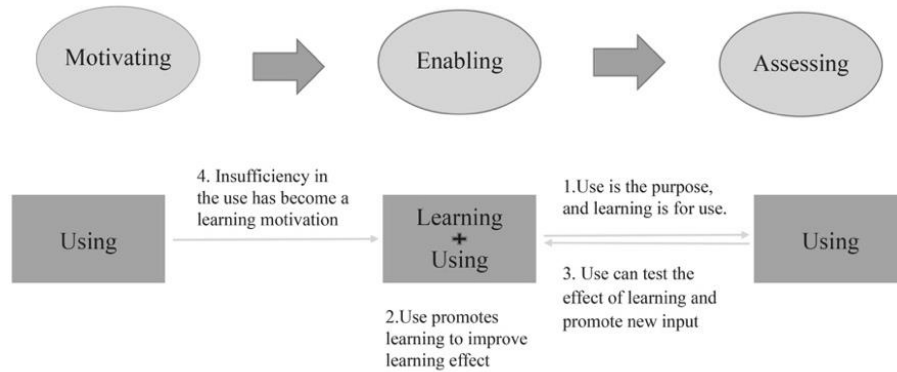 Motivating
Enabling
Assessing
4. Insufficiency in
the use has become a
learning motivation
1.Use is the purpose,
and learning is for use.
Using
Learning
+
Using
Using
3. Use can test the
effect of learning and
promote new input
2.Use promotes
learning to improve
learning effect